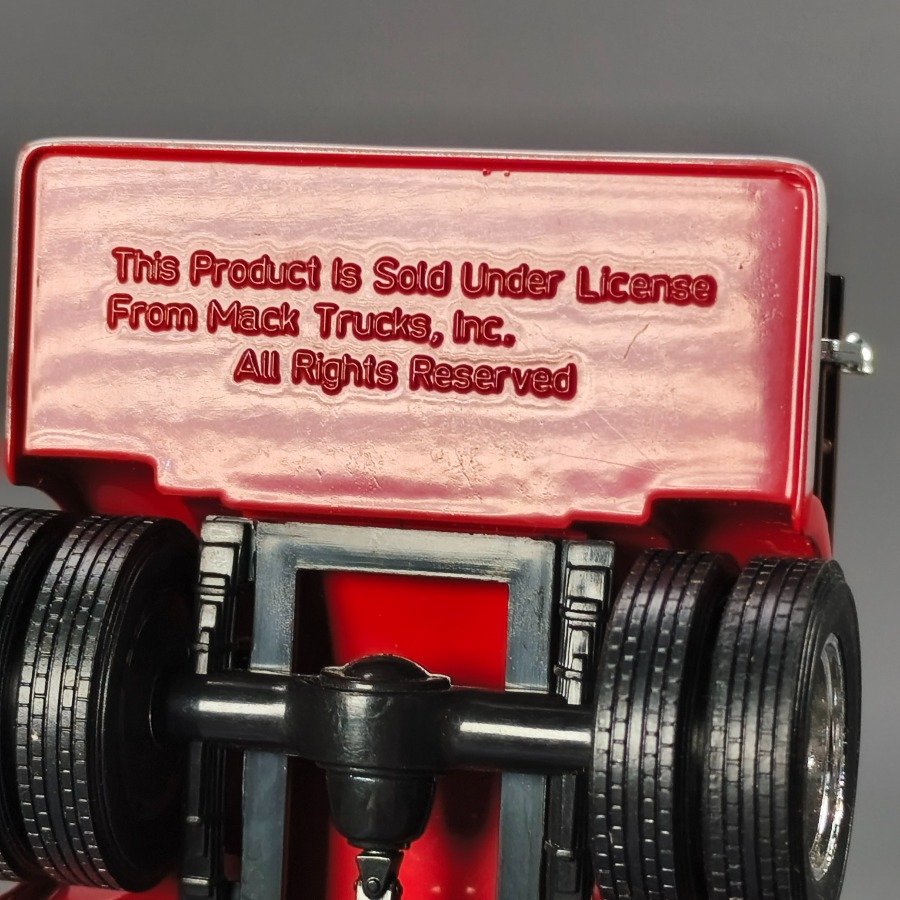 This Product Is Sold Under License
From Mack Trucks, Inc.
All Rights Reserved